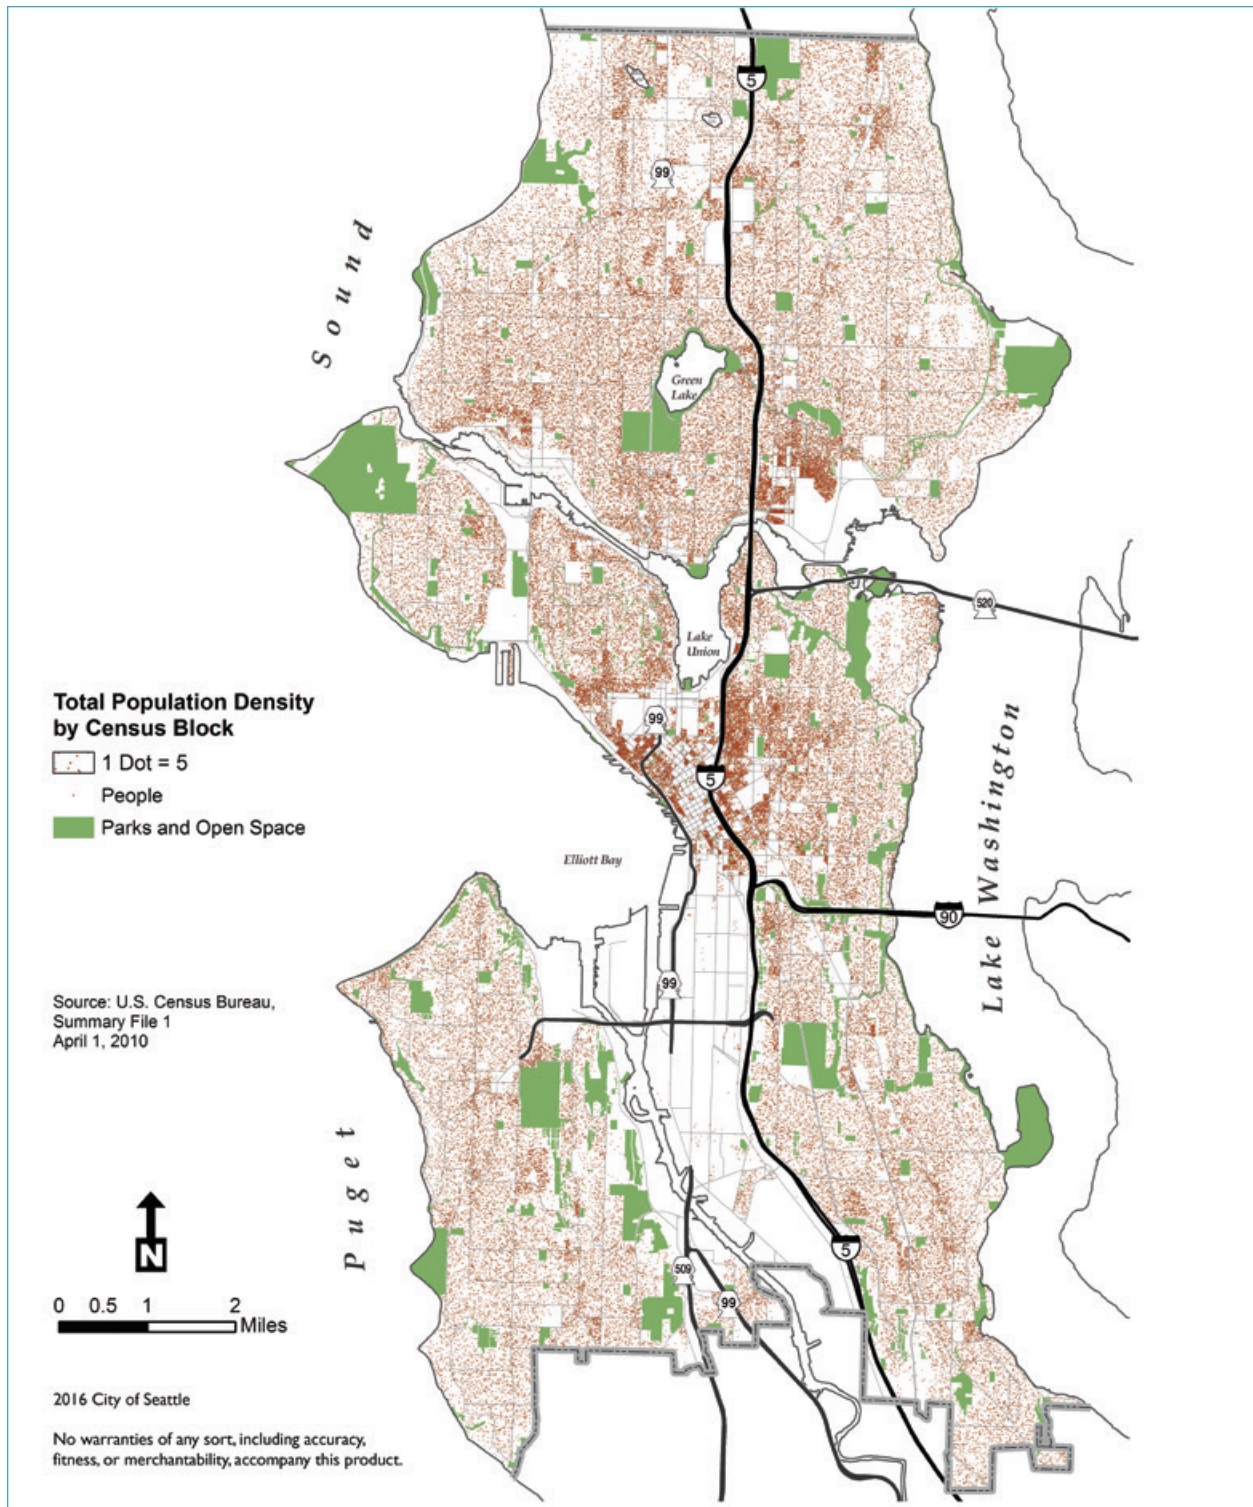 5
99
Sound
Green
Lake
520
Lake
Union
Total Population Density
by Census Block
1 Dot = 5
People
Parks and Open Space
99
5
Elliott Bay
Lake Washington
90
99
Source: U.S. Census Bureau,
Summary File 1
April 1, 2010
Puget
N
5
509
99
0 0.5 1 2
Miles
2016 City of Seattle
No warranties of any sort, including accuracy,
fitness, or merchantability, accompany this product.